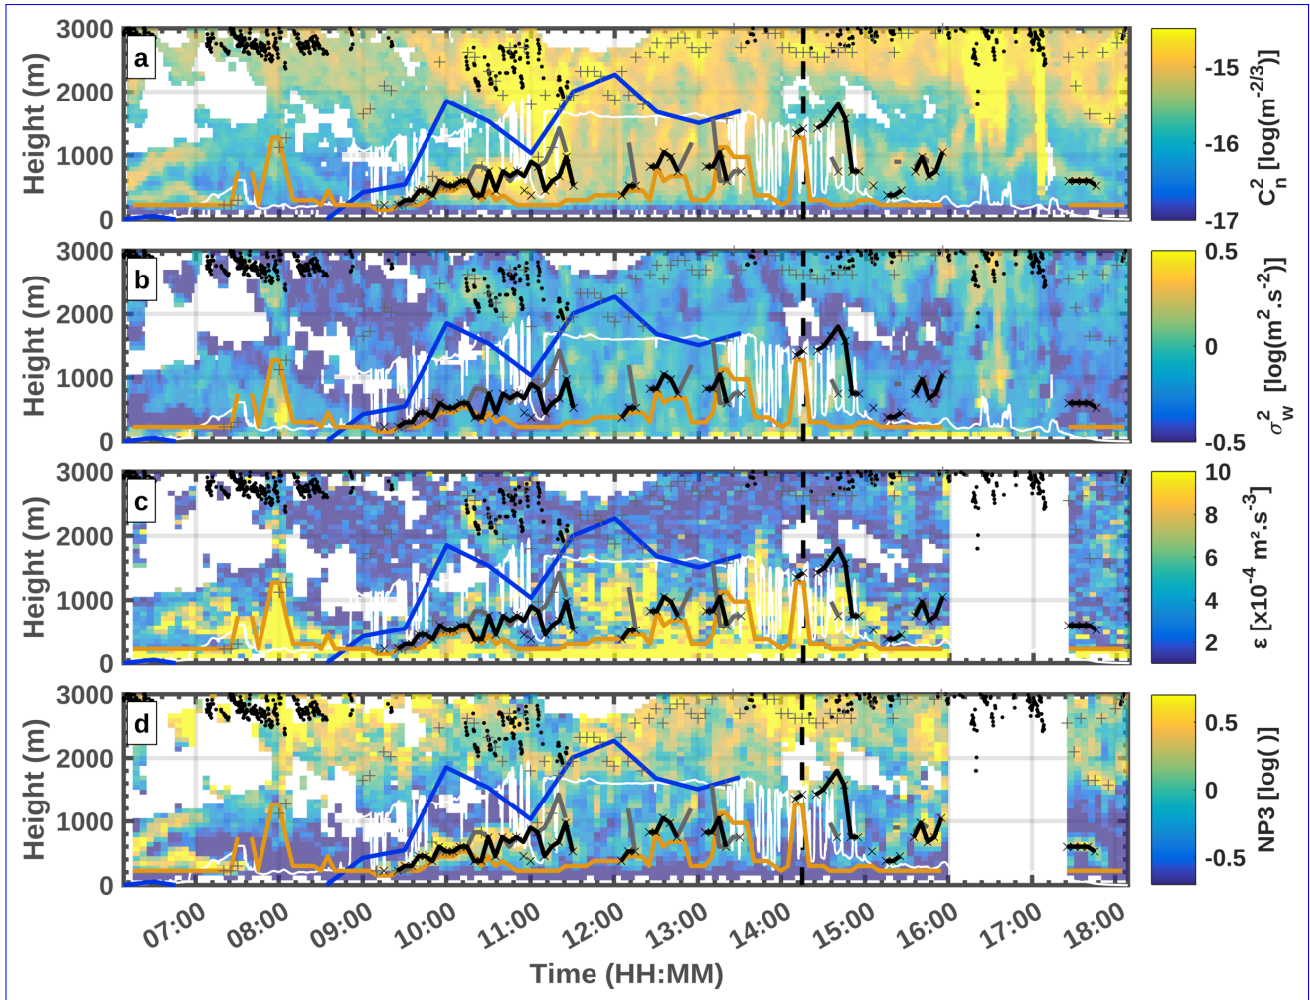 3000
2000
1000
0
Height (m)
a
-15
-16
-17
C²ₙ [log(m⁻²ᐟ³)]
3000
2000
1000
0
Height (m)
b
0.5
0
-0.5
σ²w [log(m².s⁻²)]
3000
2000
1000
0
Height (m)
c
10
8
6
4
2
ε [×10⁻⁴ m².s⁻³]
3000
2000
1000
0
Height (m)
d
0.5
0
-0.5
NP3 [log( )]
07:00 08:00 09:00 10:00 11:00 12:00 13:00 14:00 15:00 16:00 17:00 18:00
Time (HH:MM)